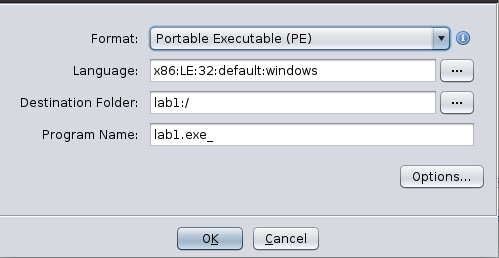 Format: Portable Executable (PE)
Language: x86:LE:32:default:windows ...
Destination Folder: lab1:/ ...
Program Name: lab1.exe_
Options...
OK Cancel